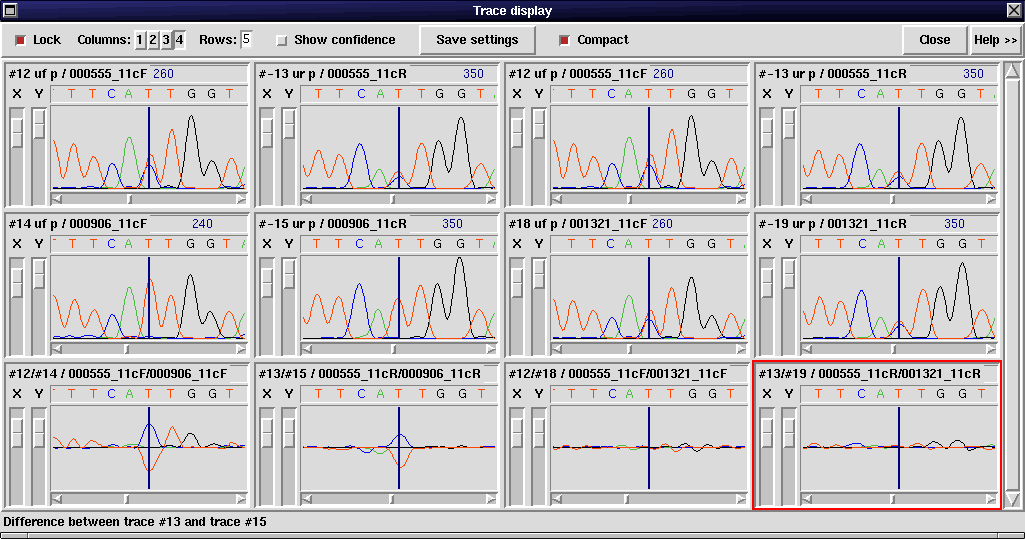 Trace display
Lock Columns: 1 2 3 4 Rows: 5 Show confidence Save settings Compact Close Help >>
#12 uf p / 000555_11cF 260 #-13 ur p / 000555_11cR 350 #12 uf p / 000555_11cF 260 #-13 ur p / 000555_11cR 350
X Y T T C A T T G G T X Y T T C A T T G G T A X Y T T C A T T G G T X Y T T C A T T G G T A
#14 uf p / 000906_11cF 240 #-15 ur p / 000906_11cR 350 #18 uf p / 001321_11cF 260 #-19 ur p / 001321_11cR 350
X Y T T C A T T G G T A X Y T T C A T T G G T A X Y T T C A T T G G T A X Y T T C A T T G G T
#12/#14 / 000555_11cF/000906_11cF #13/#15 / 000555_11cR/000906_11cR #12/#18 / 000555_11cF/001321_11cF #13/#19 / 000555_11cR/001321_11cR
X Y T T C A T T G G T X Y T T C A T T G G T X Y T T C A T T G G T X Y T T C A T T G G T
Difference between trace #13 and trace #15